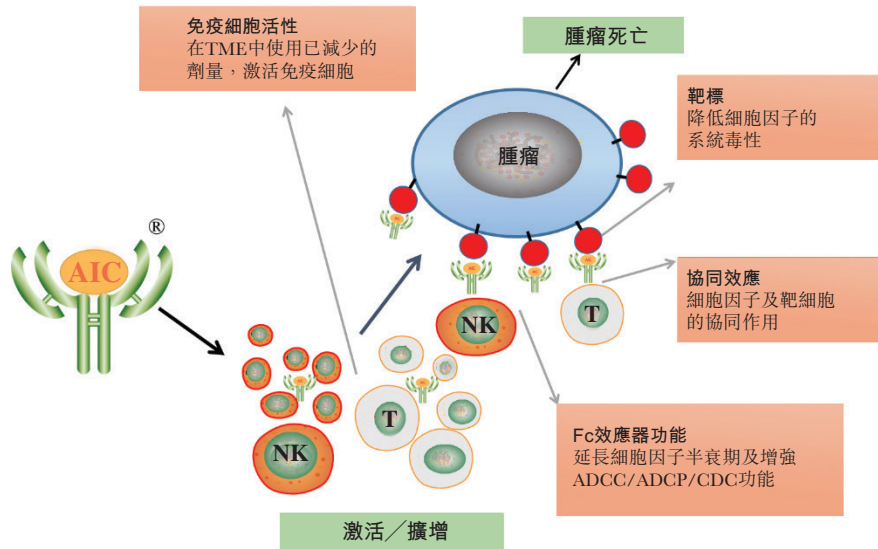 免疫細胞活性
在TME中使用已減少的
劑量，激活免疫細胞
腫瘤死亡
靶標
降低細胞因子的
系統毒性
腫瘤
®
AIC
協同效應
細胞因子及靶細胞
的協同作用
NK
T
T
NK
Fc效應器功能
延長細胞因子半衰期及增強
ADCC/ADCP/CDC功能
激活／擴增